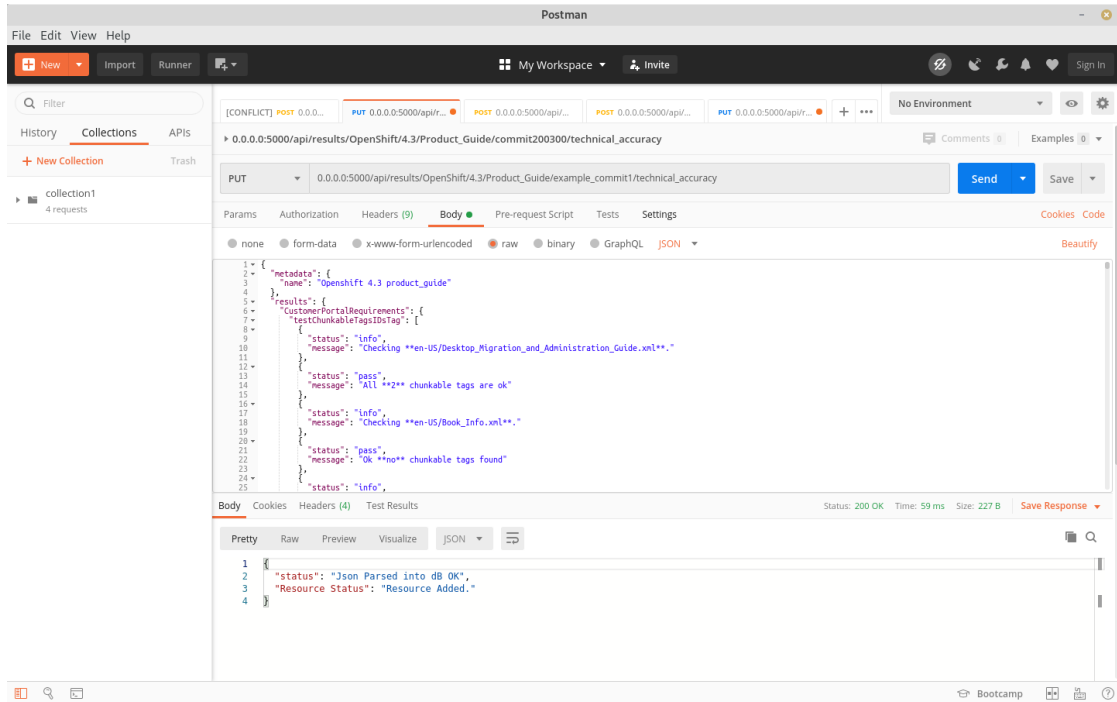 Postman
File Edit View Help
New Import Runner My Workspace Invite Sign In
Filter
History Collections APIs
+ New Collection Trash
collection1
4 requests
[CONFLICT] POST 0.0.0... PUT 0.0.0.0:5000/api/r... POST 0.0.0.0:5000/api/... POST 0.0.0.0:5000/api/... PUT 0.0.0.0:5000/api/r... + ••• No Environment
0.0.0.0:5000/api/results/OpenShift/4.3/Product_Guide/commit200300/technical_accuracy Comments 0 Examples 0
PUT 0.0.0.0:5000/api/results/OpenShift/4.3/Product_Guide/example_commit1/technical_accuracy Send Save
Params Authorization Headers (9) Body Pre-request Script Tests Settings Cookies Code
none form-data x-www-form-urlencoded raw binary GraphQL JSON Beautify
1 {
2 "metadata": {
3 "name": "Openshift 4.3 product_guide"
4 },
5 "results": {
6 "CustomerPortalRequirements": {
7 "testChunkableTagsIDsTag": [
8 {
9 "status": "info",
10 "message": "Checking **en-US/Desktop_Migration_and_Administration_Guide.xml**."
11 },
12 {
13 "status": "pass",
14 "message": "All **2** chunkable tags are ok"
15 },
16 {
17 "status": "info",
18 "message": "Checking **en-US/Book_Info.xml**."
19 },
20 {
21 "status": "pass",
22 "message": "Ok **no** chunkable tags found"
23 },
24 {
25 "status": "info",
Body Cookies Headers (4) Test Results Status: 200 OK Time: 59 ms Size: 227 B Save Response
Pretty Raw Preview Visualize JSON
1 {
2 "status": "Json Parsed into dB OK",
3 "Resource Status": "Resource Added."
4 }
Bootcamp